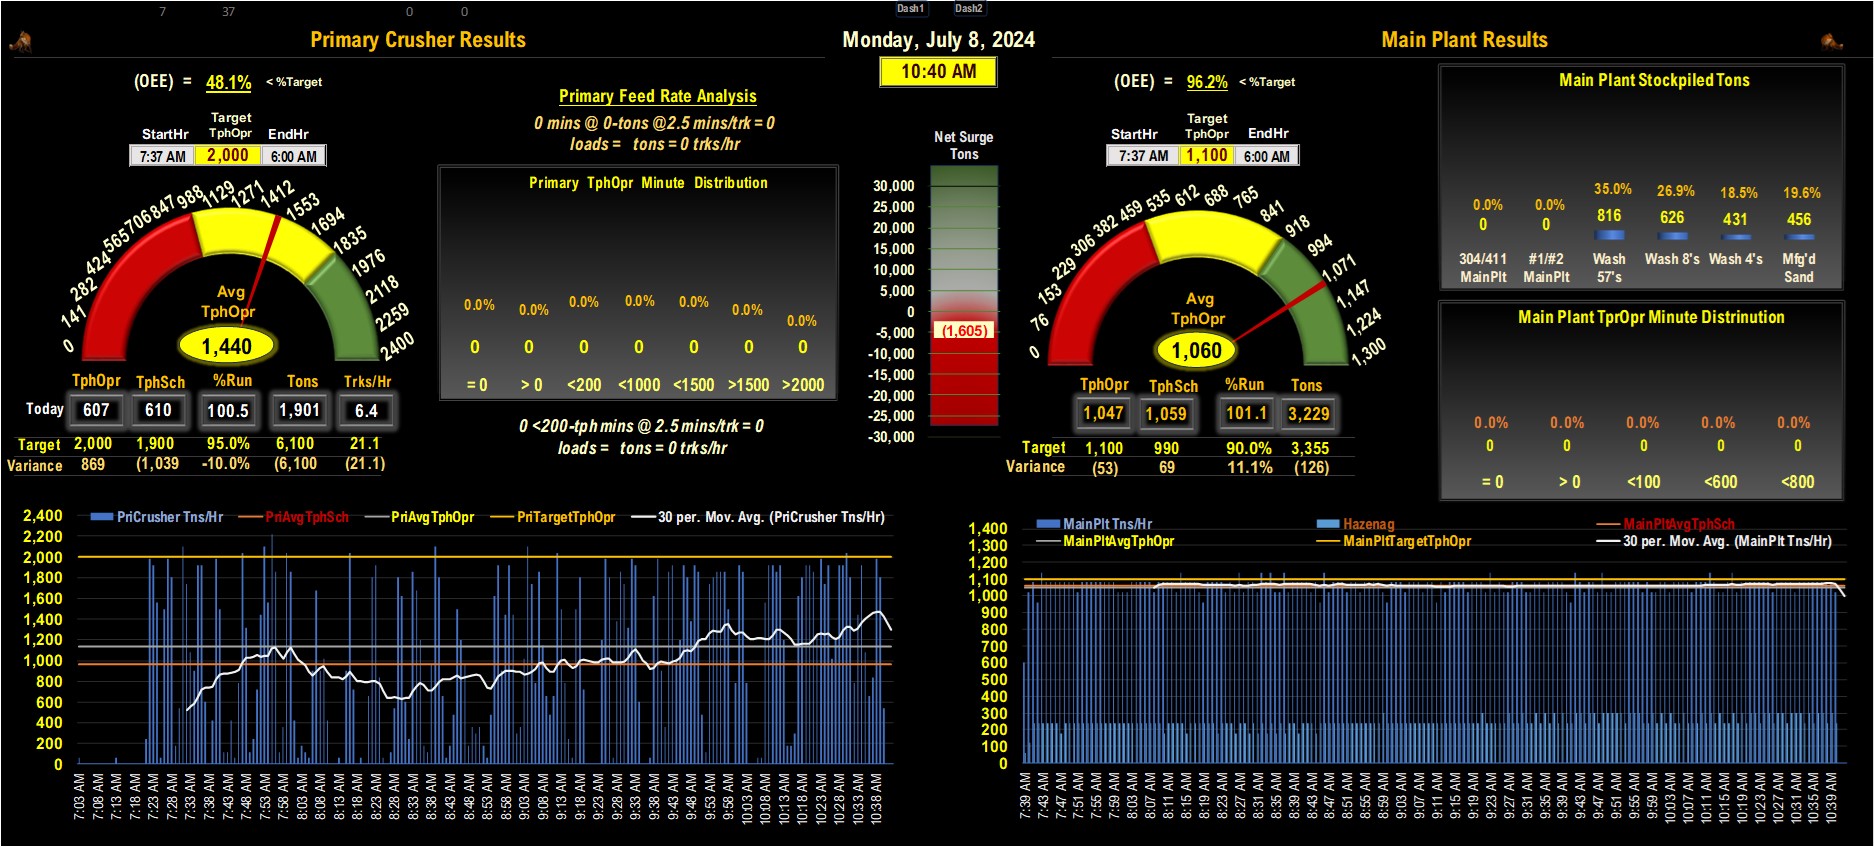 7 37 0 0
Dash1 Dash2
Primary Crusher Results
Monday, July 8, 2024
10:40 AM
Main Plant Results
(OEE) = 48.1% < %Target
StartHr Target TphOpr EndHr
7:37 AM 2,000 6:00 AM
0 141 282 424 565 706 847 988 1129 1271 1412 1553 1694 1835 1976 2118 2259 2400
Avg
TphOpr
1,440
TphOpr TphSch %Run Tons Trks/Hr
Today 607 610 100.5 1,901 6.4
Target 2,000 1,900 95.0% 6,100 21.1
Variance 869 (1,039 -10.0% (6,100 (21.1)
Primary Feed Rate Analysis
0 mins @ 0-tons @2.5 mins/trk = 0
loads = tons = 0 trks/hr
Primary TphOpr Minute Distribution
0.0% 0.0% 0.0% 0.0% 0.0% 0.0% 0.0%
0 0 0 0 0 0 0
= 0 > 0 <200 <1000 <1500 >1500 >2000
0 <200-tph mins @ 2.5 mins/trk = 0
loads = tons = 0 trks/hr
Net Surge
Tons
30,000
25,000
20,000
15,000
10,000
5,000
0
-5,000
-10,000
-15,000
-20,000
-25,000
-30,000
(1,605)
(OEE) = 96.2% < %Target
StartHr Target TphOpr EndHr
7:37 AM 1,100 6:00 AM
0 76 153 229 306 382 459 535 612 688 765 841 918 994 1,071 1,147 1,224 1,300
Avg
TphOpr
1,060
TphOpr TphSch %Run Tons
1,047 1,059 101.1 3,229
Target 1,100 990 90.0% 3,355
Variance (53) 69 11.1% (126)
Main Plant Stockpiled Tons
0.0% 0.0% 35.0% 26.9% 18.5% 19.6%
0 0 816 626 431 456
304/411 MainPlt #1/#2 MainPlt Wash 57's Wash 8's Wash 4's Mfg'd Sand
Main Plant TprOpr Minute Distrinution
0.0% 0.0% 0.0% 0.0% 0.0%
0 0 0 0 0
= 0 > 0 <100 <600 <800
PriCrusher Tns/Hr PriAvgTphSch PriAvgTphOpr PriTargetTphOpr 30 per. Mov. Avg. (PriCrusher Tns/Hr)
2,400
2,200
2,000
1,800
1,600
1,400
1,200
1,000
800
600
400
200
0
7:03 AM 7:08 AM 7:13 AM 7:18 AM 7:23 AM 7:28 AM 7:33 AM 7:38 AM 7:43 AM 7:48 AM 7:53 AM 7:58 AM 8:03 AM 8:08 AM 8:13 AM 8:18 AM 8:23 AM 8:28 AM 8:33 AM 8:38 AM 8:43 AM 8:48 AM 8:53 AM 8:58 AM 9:03 AM 9:08 AM 9:13 AM 9:18 AM 9:23 AM 9:28 AM 9:33 AM 9:38 AM 9:43 AM 9:48 AM 9:53 AM 9:58 AM 10:03 AM 10:08 AM 10:13 AM 10:18 AM 10:23 AM 10:28 AM 10:33 AM 10:38 AM
MainPlt Tns/Hr Hazenag MainPltAvgTphSch
MainPltAvgTphOpr MainPltTargetTphOpr 30 per. Mov. Avg. (MainPlt Tns/Hr)
1,400
1,300
1,200
1,100
1,000
900
800
700
600
500
400
300
200
100
0
7:39 AM 7:43 AM 7:47 AM 7:51 AM 7:55 AM 7:59 AM 8:03 AM 8:07 AM 8:11 AM 8:15 AM 8:19 AM 8:23 AM 8:27 AM 8:31 AM 8:35 AM 8:39 AM 8:43 AM 8:47 AM 8:51 AM 8:55 AM 8:59 AM 9:03 AM 9:07 AM 9:11 AM 9:15 AM 9:19 AM 9:23 AM 9:27 AM 9:31 AM 9:35 AM 9:39 AM 9:43 AM 9:47 AM 9:51 AM 9:55 AM 9:59 AM 10:03 AM 10:07 AM 10:11 AM 10:15 AM 10:19 AM 10:23 AM 10:27 AM 10:31 AM 10:35 AM 10:39 AM